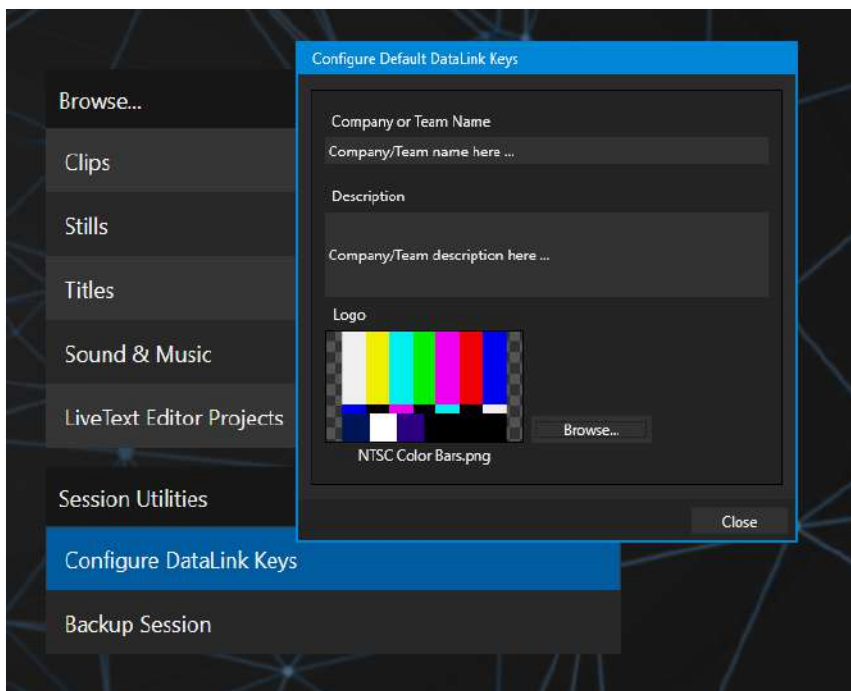 Browse...
Clips
Stills
Titles
Sound & Music
LiveText Editor Projects
Session Utilities
Configure DataLink Keys
Backup Session
Configure Default DataLink Keys
Company or Team Name
Company/Team name here ...
Description
Company/Team description here ...
Logo
Browse...
NTSC Color Bars.png
Close